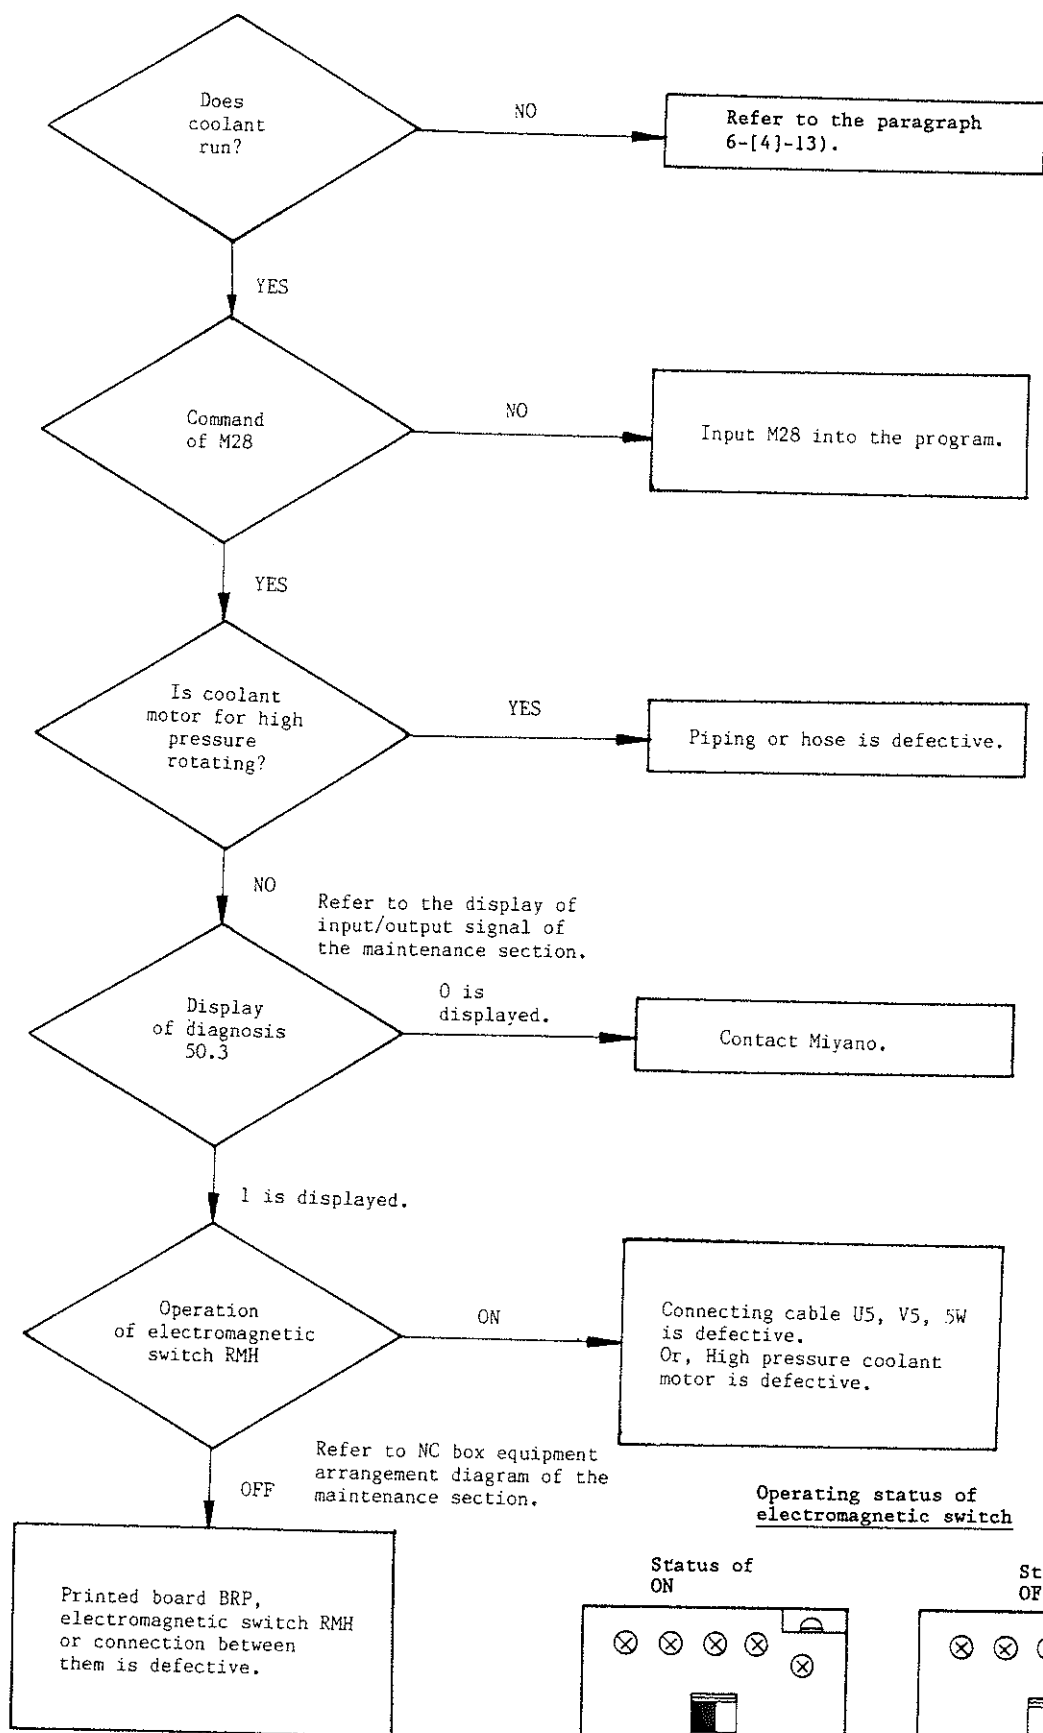 Does
coolant
run?
NO
Refer to the paragraph
6-[4]-13).
YES
Command
of M28
NO
Input M28 into the program.
YES
Is coolant
motor for high
pressure
rotating?
YES
Piping or hose is defective.
NO
Refer to the display of
input/output signal of
the maintenance section.
Display
of diagnosis
50.3
0 is
displayed.
Contact Miyano.
1 is displayed.
Operation
of electromagnetic
switch RMH
ON
Connecting cable U5, V5, 5W
is defective.
Or, High pressure coolant
motor is defective.
OFF
Refer to NC box equipment
arrangement diagram of the
maintenance section.
Printed board BRP,
electromagnetic switch RMH
or connection between
them is defective.
Operating status of
electromagnetic switch
Status of
ON
St
OF